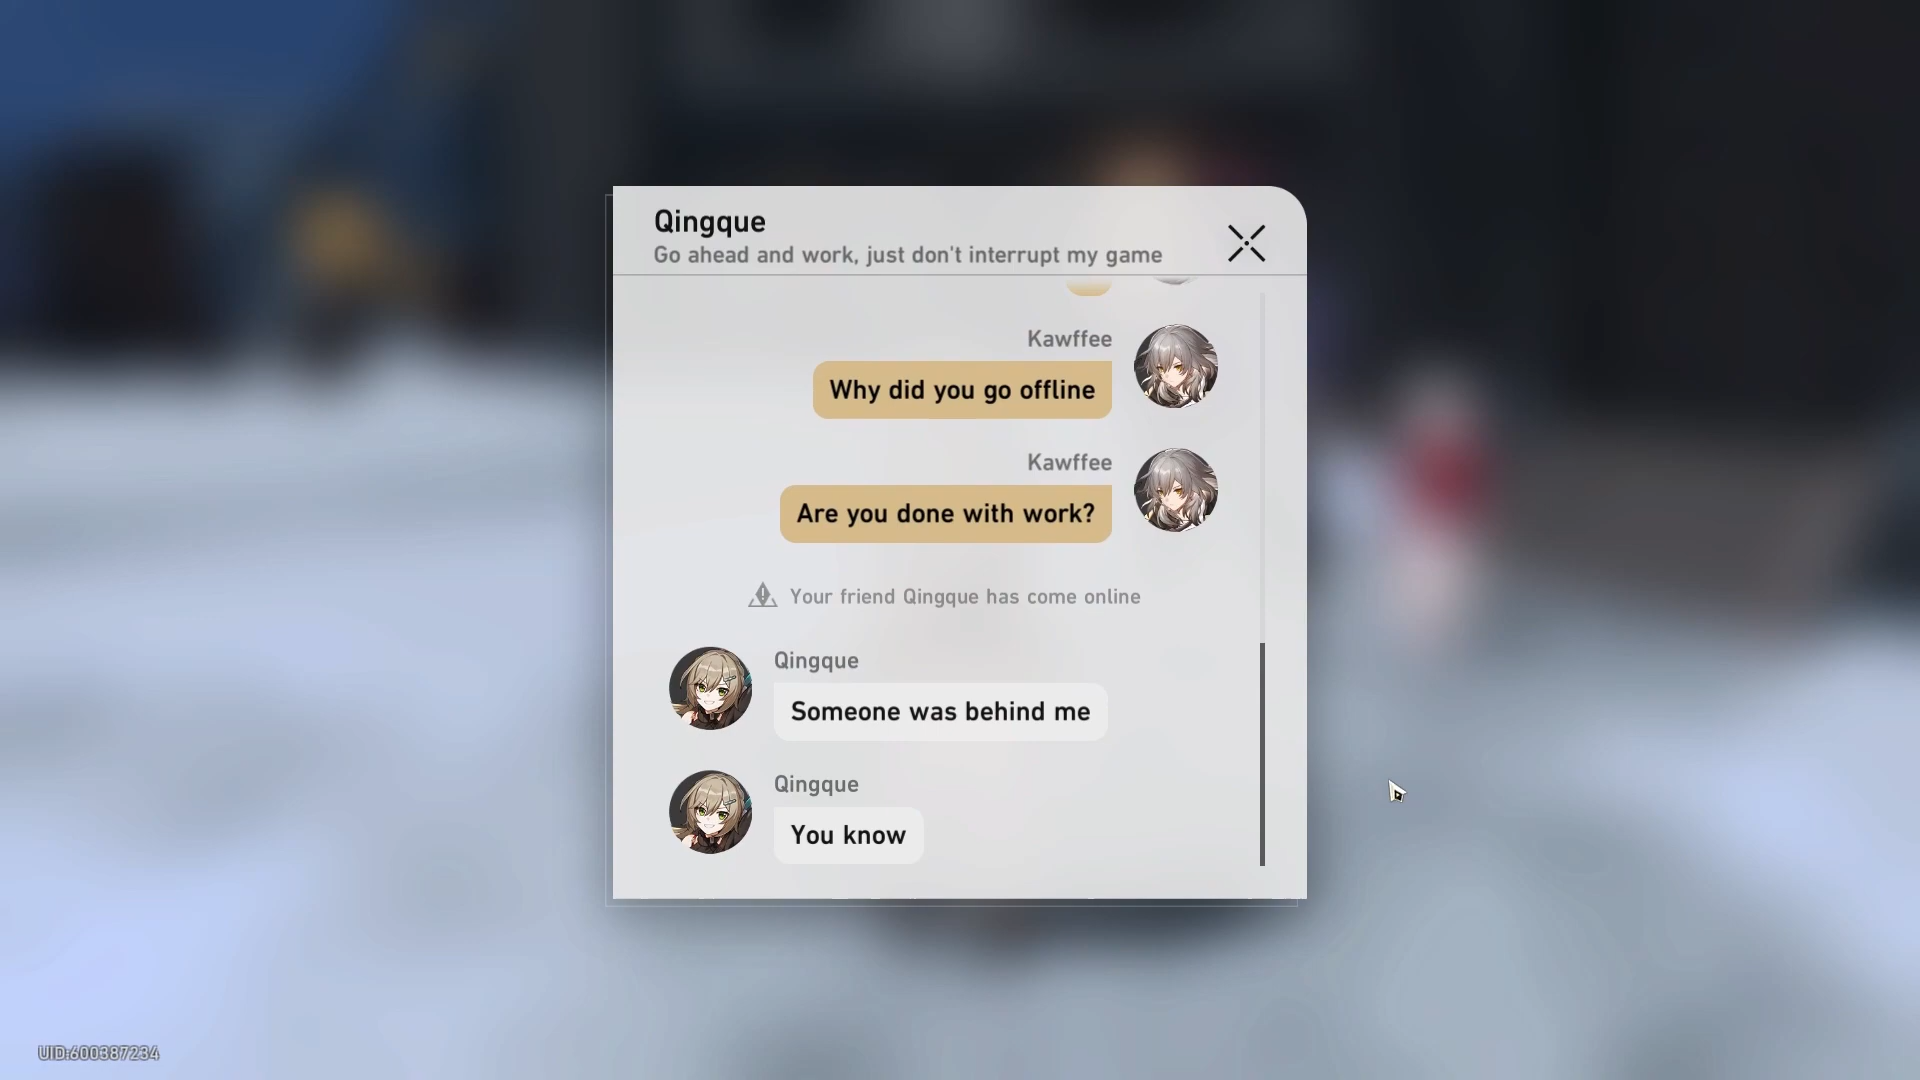 Qingque
Go ahead and work, just don't interrupt my game
Kawffee
Why did you go offline
Kawffee
Are you done with work?
Your friend Qingque has come online
Qingque
Someone was behind me
Qingque
You know
UID:600387234